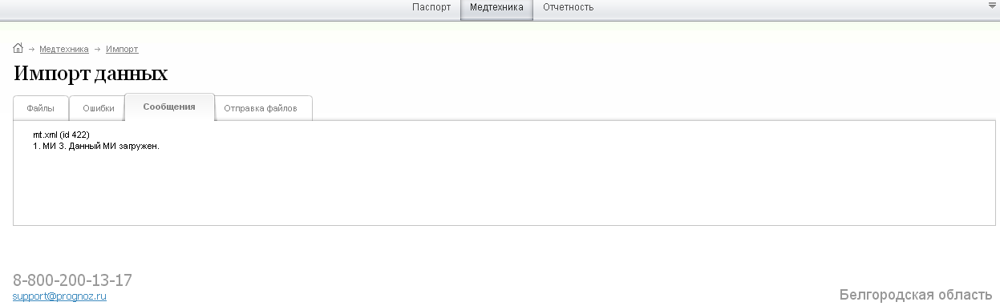 Паспорт Медтехника Отчетность
Медтехника Импорт
Импорт данных
Файлы Ошибки Сообщения Отправка файлов
mt.xml (id 422)
1. МИ 3. Данный МИ загружен.
8-800-200-13-17
support@prognoz.ru
Белгородская область